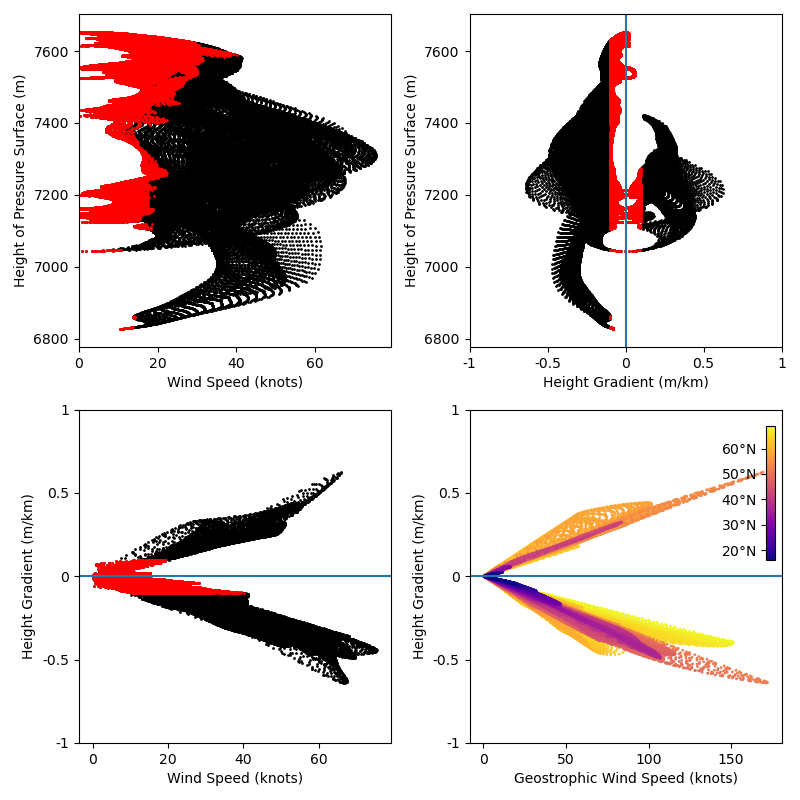 7600
7400
7200
7000
6800
Height of Pressure Surface (m)
0 20 40 60
Wind Speed (knots)
7600
7400
7200
7000
6800
Height of Pressure Surface (m)
-1 -0.5 0 0.5 1
Height Gradient (m/km)
1
0.5
0
-0.5
-1
Height Gradient (m/km)
0 20 40 60
Wind Speed (knots)
1
0.5
0
-0.5
-1
Height Gradient (m/km)
60°N
50°N
40°N
30°N
20°N
0 50 100 150
Geostrophic Wind Speed (knots)